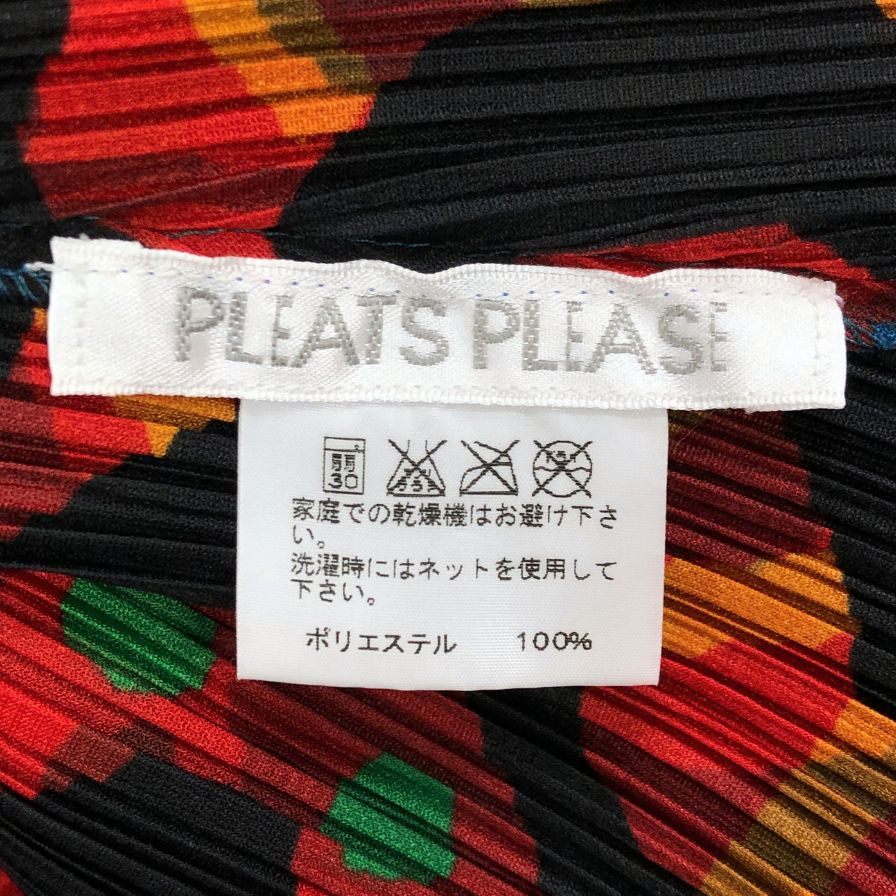 PLEATS PLEASE
弱 30
家庭での乾燥機はお避け下さ
い。
洗濯時にはネットを使用して
下さい。
ポリエステル 100%